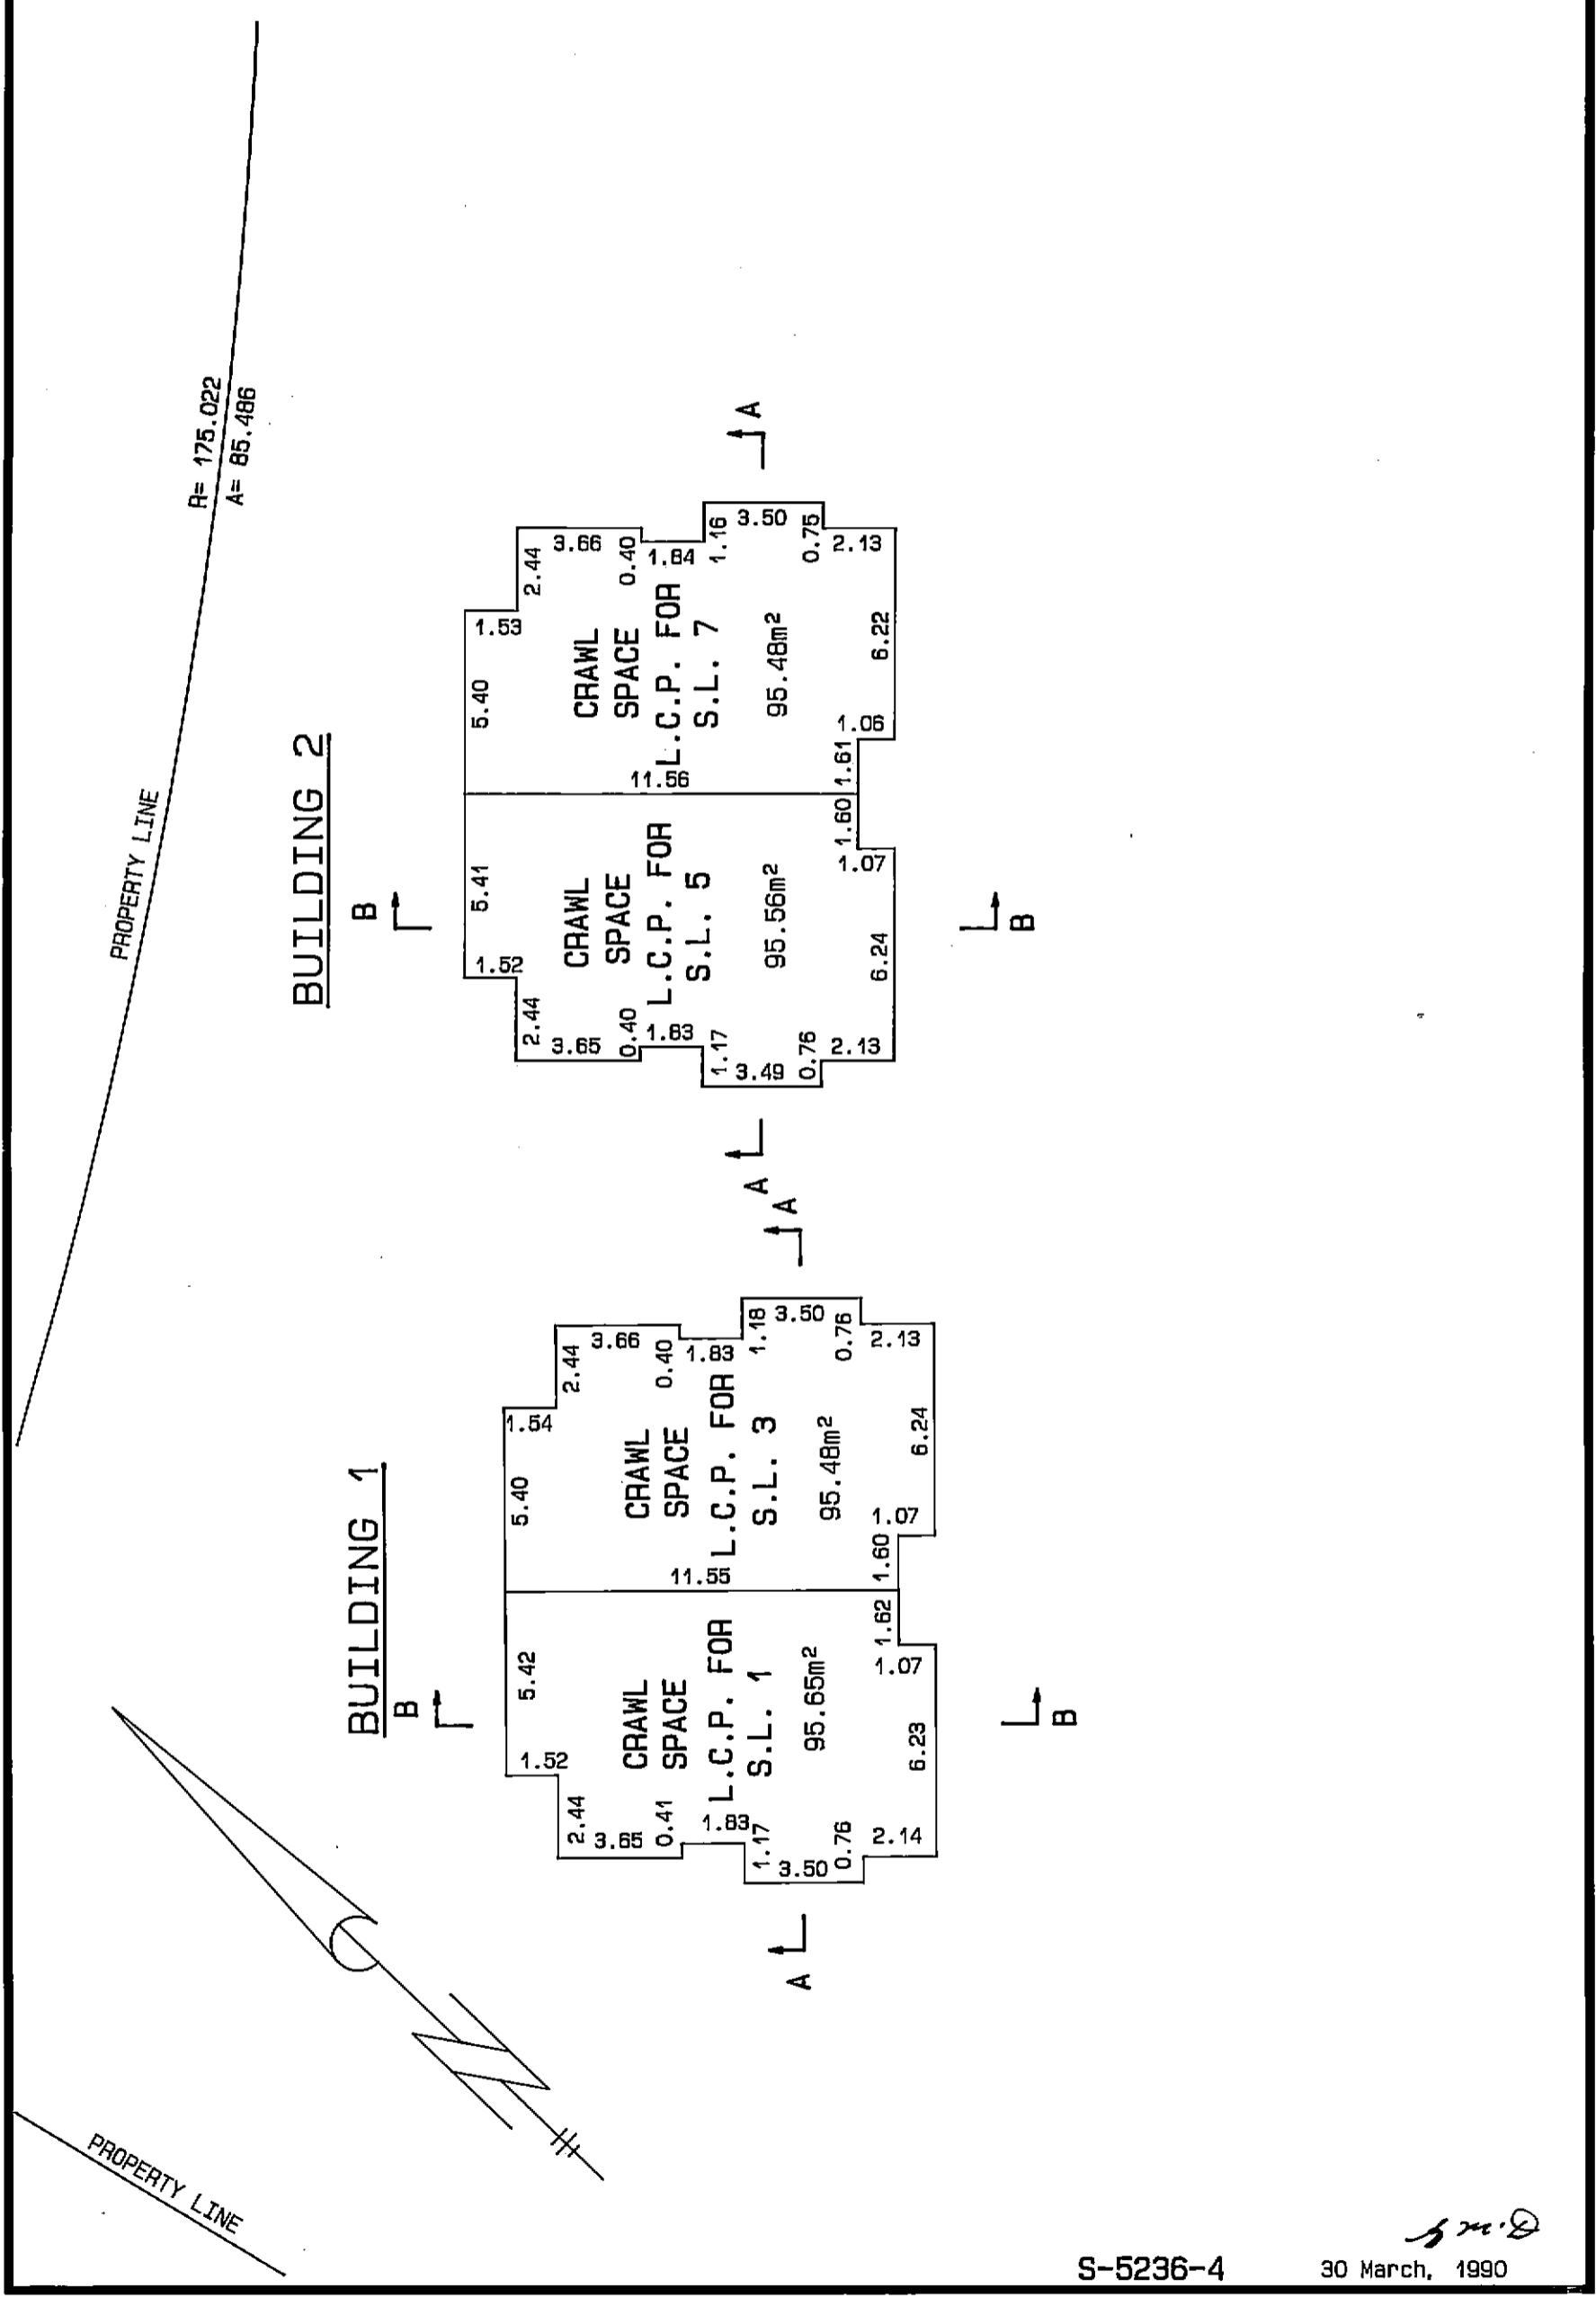 PROPERTY LINE
R= 175.022
A= 85.486
PROPERTY LINE
BUILDING 1
B
B
A
A
5.42
1.52
2.44
3.65
0.41
1.83
1.17
3.50
0.76
2.14
6.23
1.07
1.62
CRAWL
SPACE
L.C.P. FOR
S.L. 1
95.65m²
11.55
5.40
1.54
2.44
3.66
0.40
1.83
1.18
3.50
0.76
2.13
6.24
1.07
1.60
CRAWL
SPACE
L.C.P. FOR
S.L. 3
95.48m²
BUILDING 2
B
B
A
A
5.41
1.52
2.44
3.65
0.40
1.83
1.17
3.49
0.76
2.13
6.24
1.07
1.60
CRAWL
SPACE
L.C.P. FOR
S.L. 5
95.56m²
11.56
5.40
1.53
2.44
3.66
0.40
1.84
1.16
3.50
0.75
2.13
6.22
1.06
1.61
CRAWL
SPACE
L.C.P. FOR
S.L. 7
95.48m²
S-5236-4
30 March, 1990